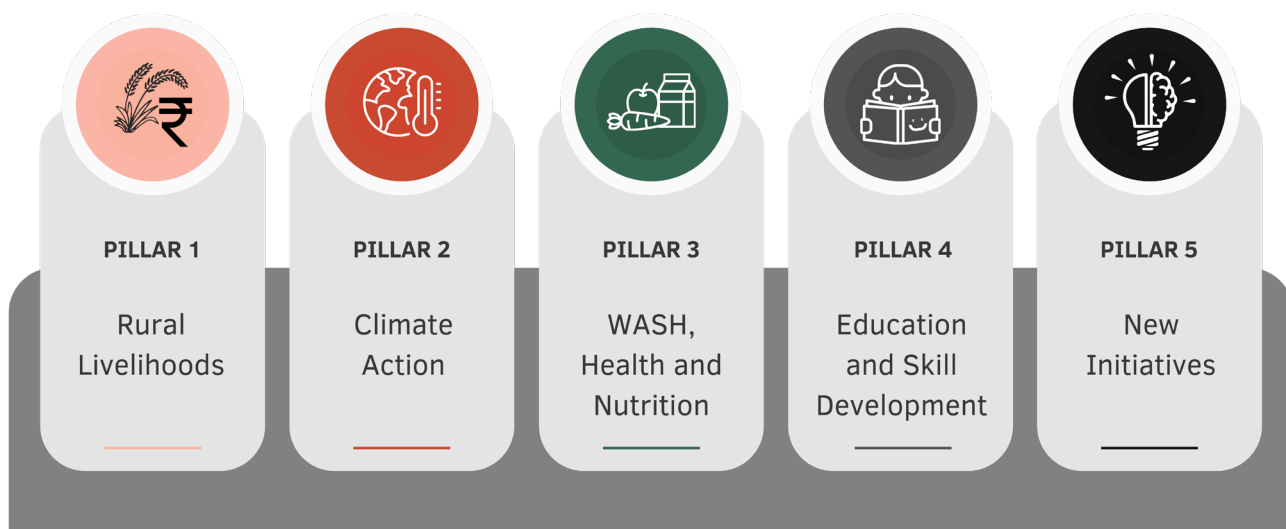 PILLAR 1
Rural
Livelihoods
PILLAR 2
Climate
Action
PILLAR 3
WASH,
Health and
Nutrition
PILLAR 4
Education
and Skill
Development
PILLAR 5
New
Initiatives